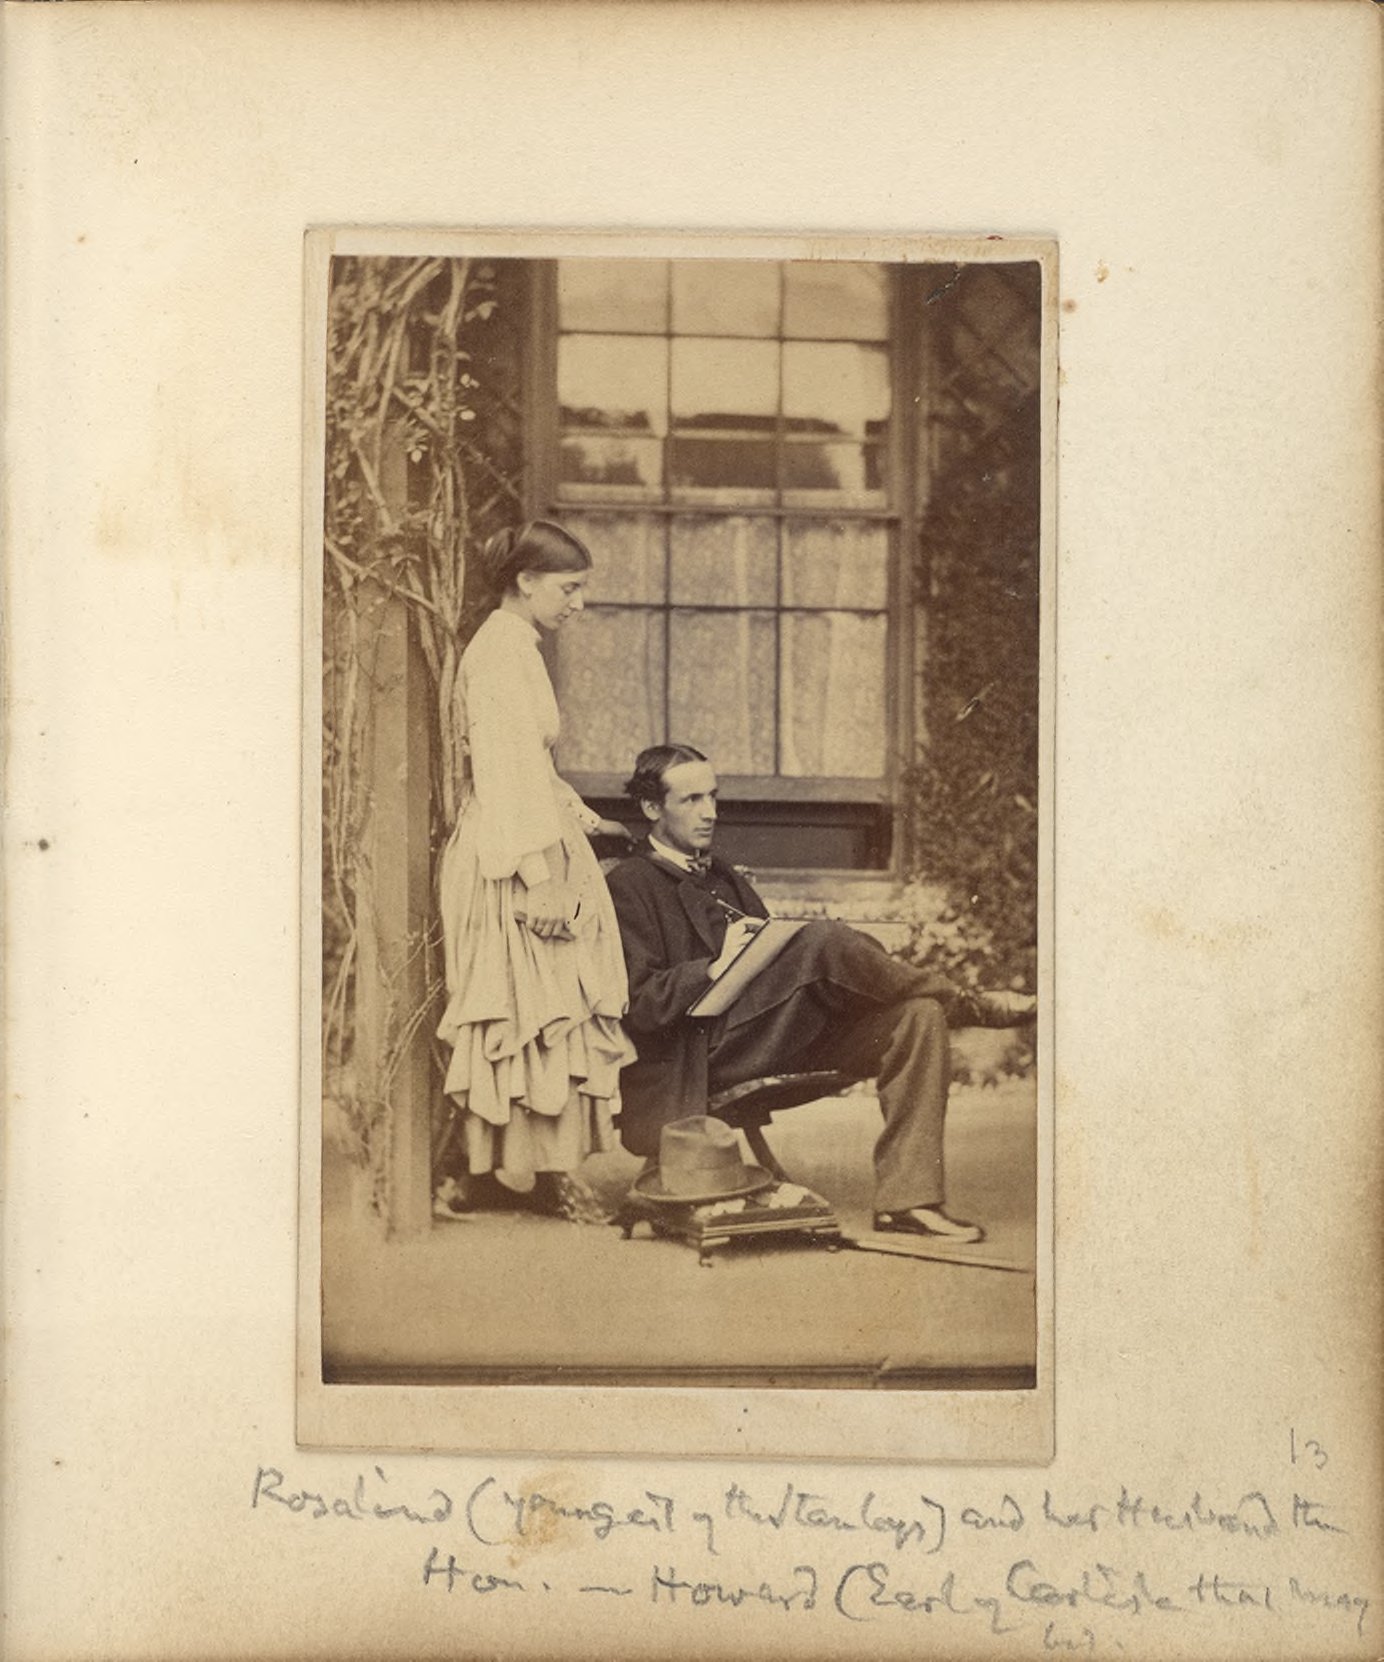 13
Rosalind (youngest of the Stanleys) and her Husband the
Hon. — Howard (Earl of Carlisle that may
be).